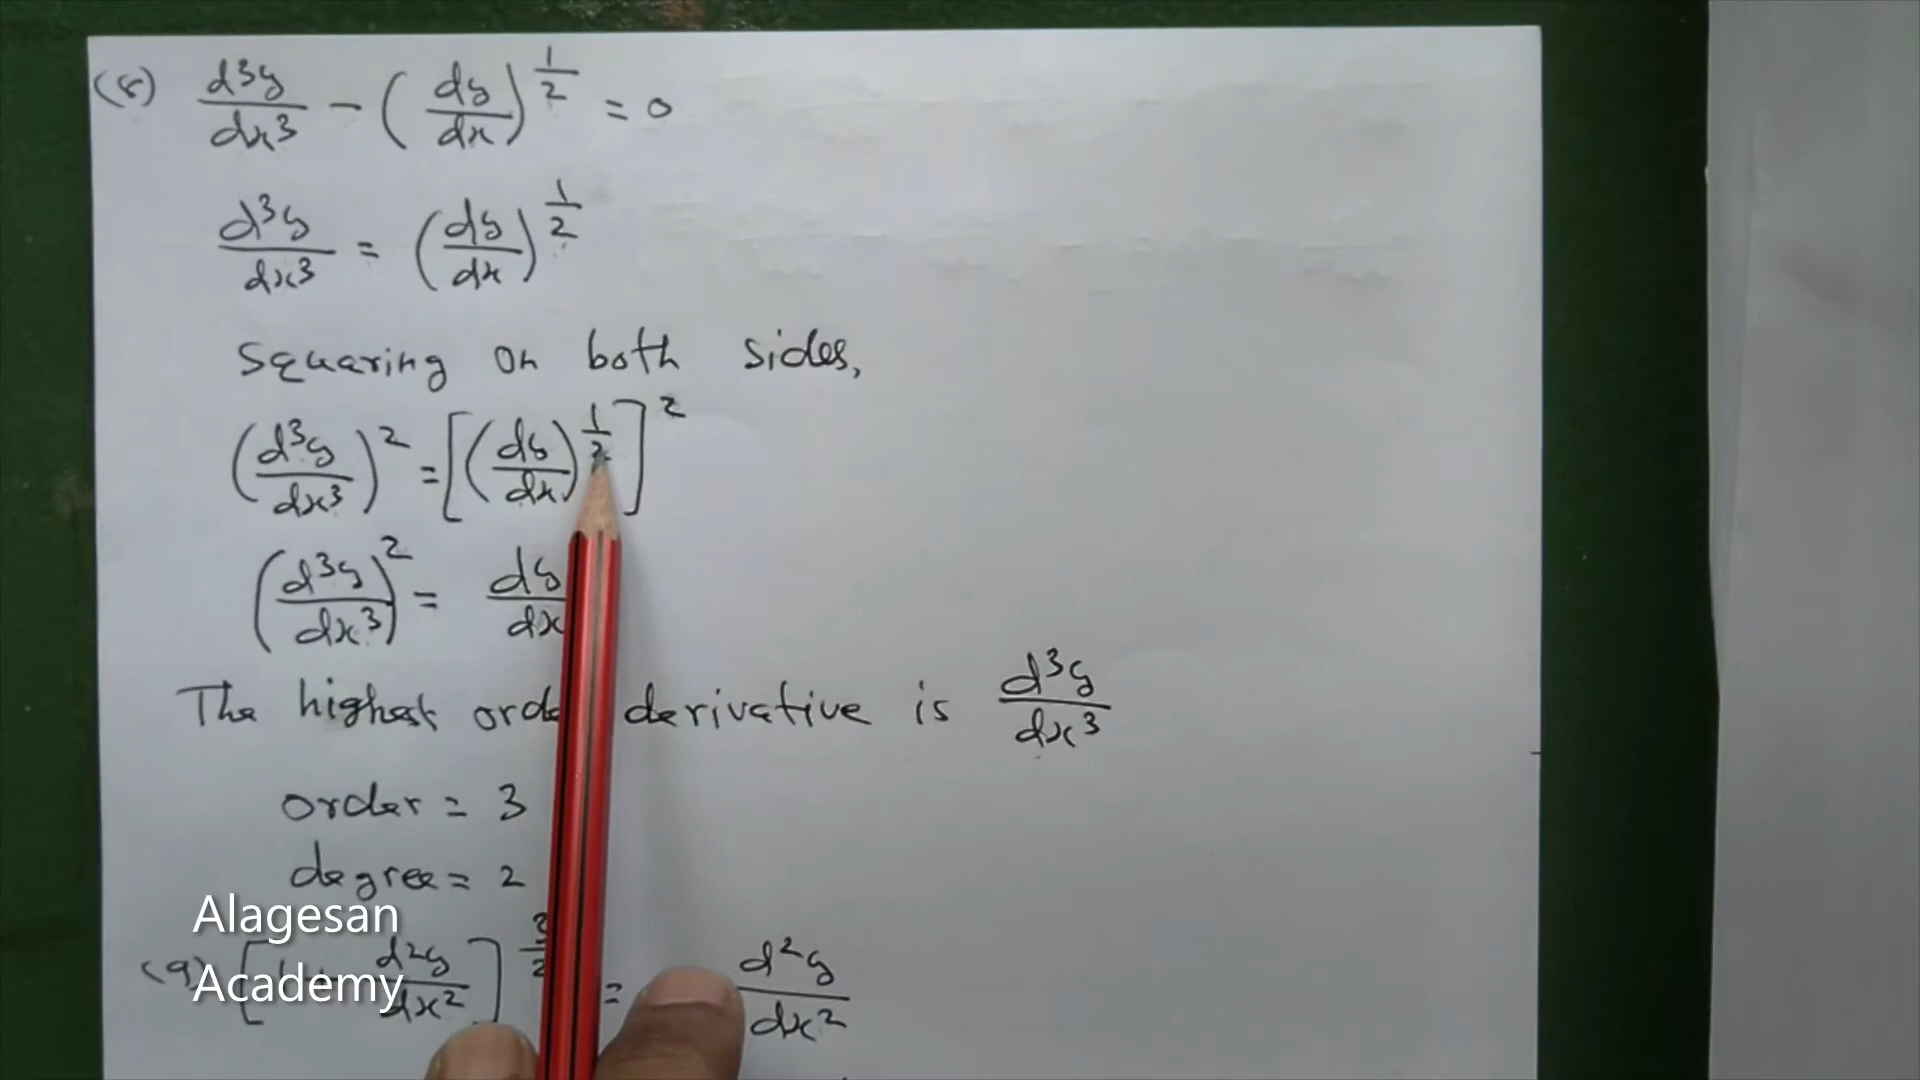 (8) d³y/dx³ - (dy/dx)^1/2 = 0
d³y/dx³ = (dy/dx)^1/2
Squaring on both sides,
(d³y/dx³)² = [(dy/dx)^1/2]²
(d³y/dx³)² = dy/dx
The highest order derivative is d³y/dx³
order = 3
degree = 2
Alagesan
(9) [ d²y/dx² ] = d²y/dx²
Academy